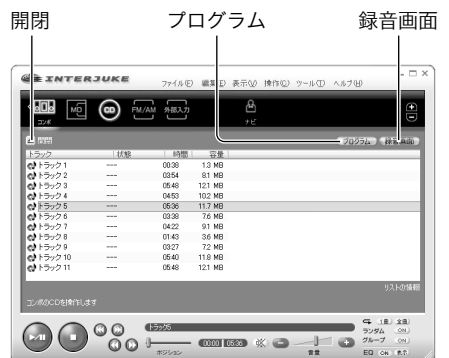 開閉 プログラム 録音画面
INTERJUKE ファイル(F) 編集(E) 表示(V) 操作(C) ツール(T) ヘルプ(H)
MD CD FM/AM 外部入力
コンポ ナビ
開閉 プログラム 録音画面
トラック 状態 時間 容量
トラック 1 --- 00:38 1.3 MB
トラック 2 --- 03:54 8.1 MB
トラック 3 --- 05:48 12.1 MB
トラック 4 --- 04:53 10.2 MB
トラック 5 --- 05:36 11.7 MB
トラック 6 --- 03:38 7.6 MB
トラック 7 --- 04:22 9.1 MB
トラック 8 --- 01:43 3.6 MB
トラック 9 --- 03:27 7.2 MB
トラック 10 --- 05:40 11.8 MB
トラック 11 --- 05:48 12.1 MB
リストの情報
コンポのCDを操作します
トラック5 1曲 全曲
ランダム ON
00:00 05:36 グループ ON
ポジション 音量 EQ ON 表示